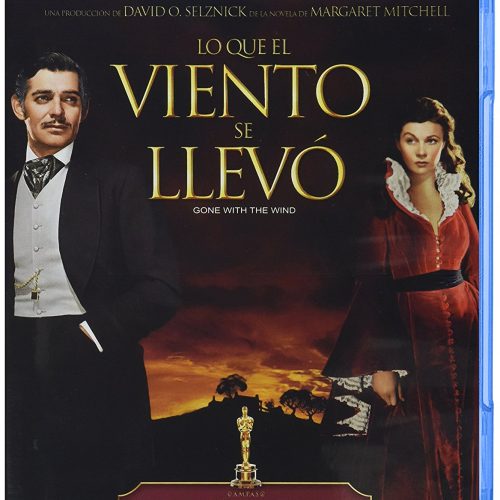 UNA PRODUCCIÓN DE DAVID O. SELZNICK DE LA NOVELA DE MARGARET MITCHELL
LO QUE EL
VIENTO
SE
LLEVÓ
GONE WITH THE WIND